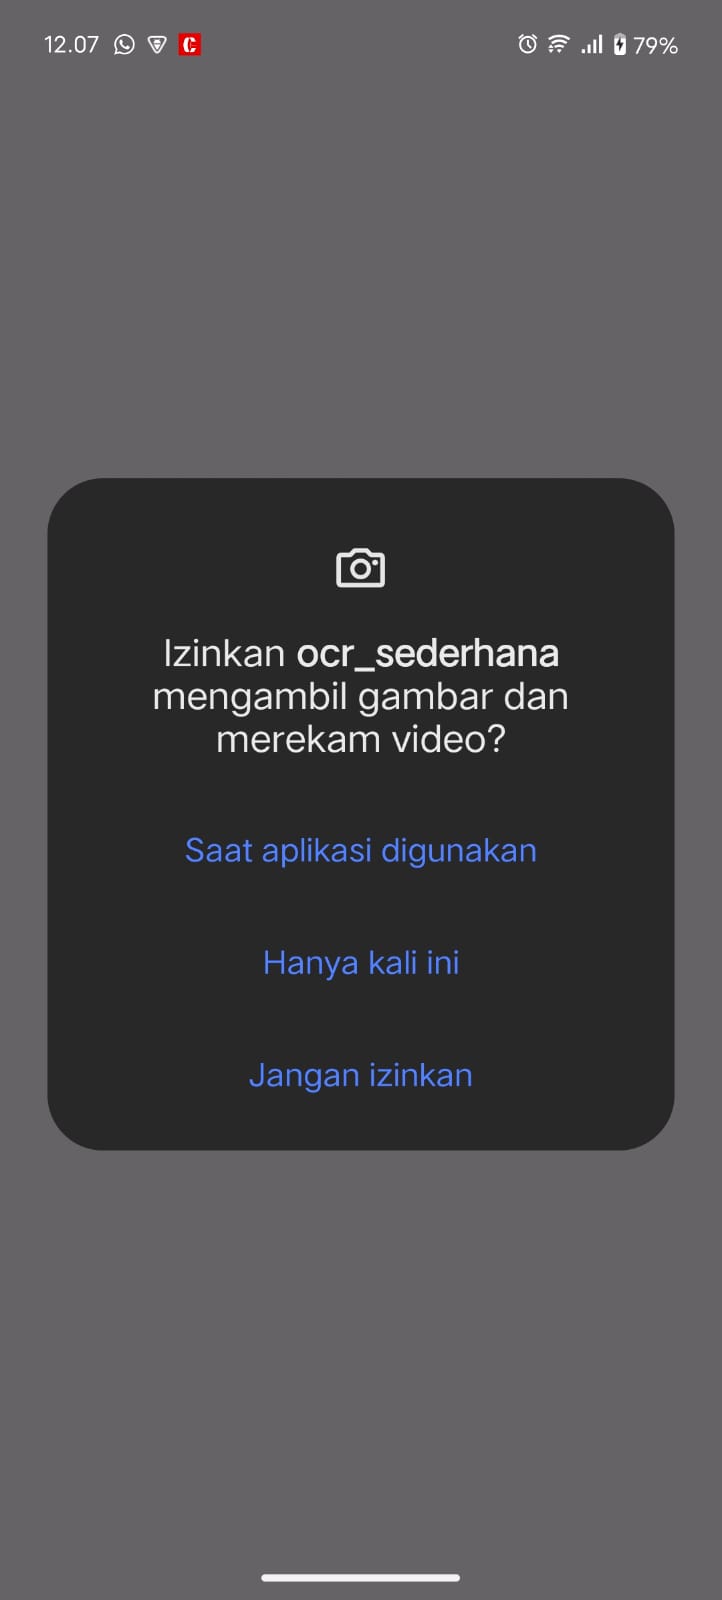 12.07
79%
Izinkan ocr_sederhana
mengambil gambar dan
merekam video?
Saat aplikasi digunakan
Hanya kali ini
Jangan izinkan